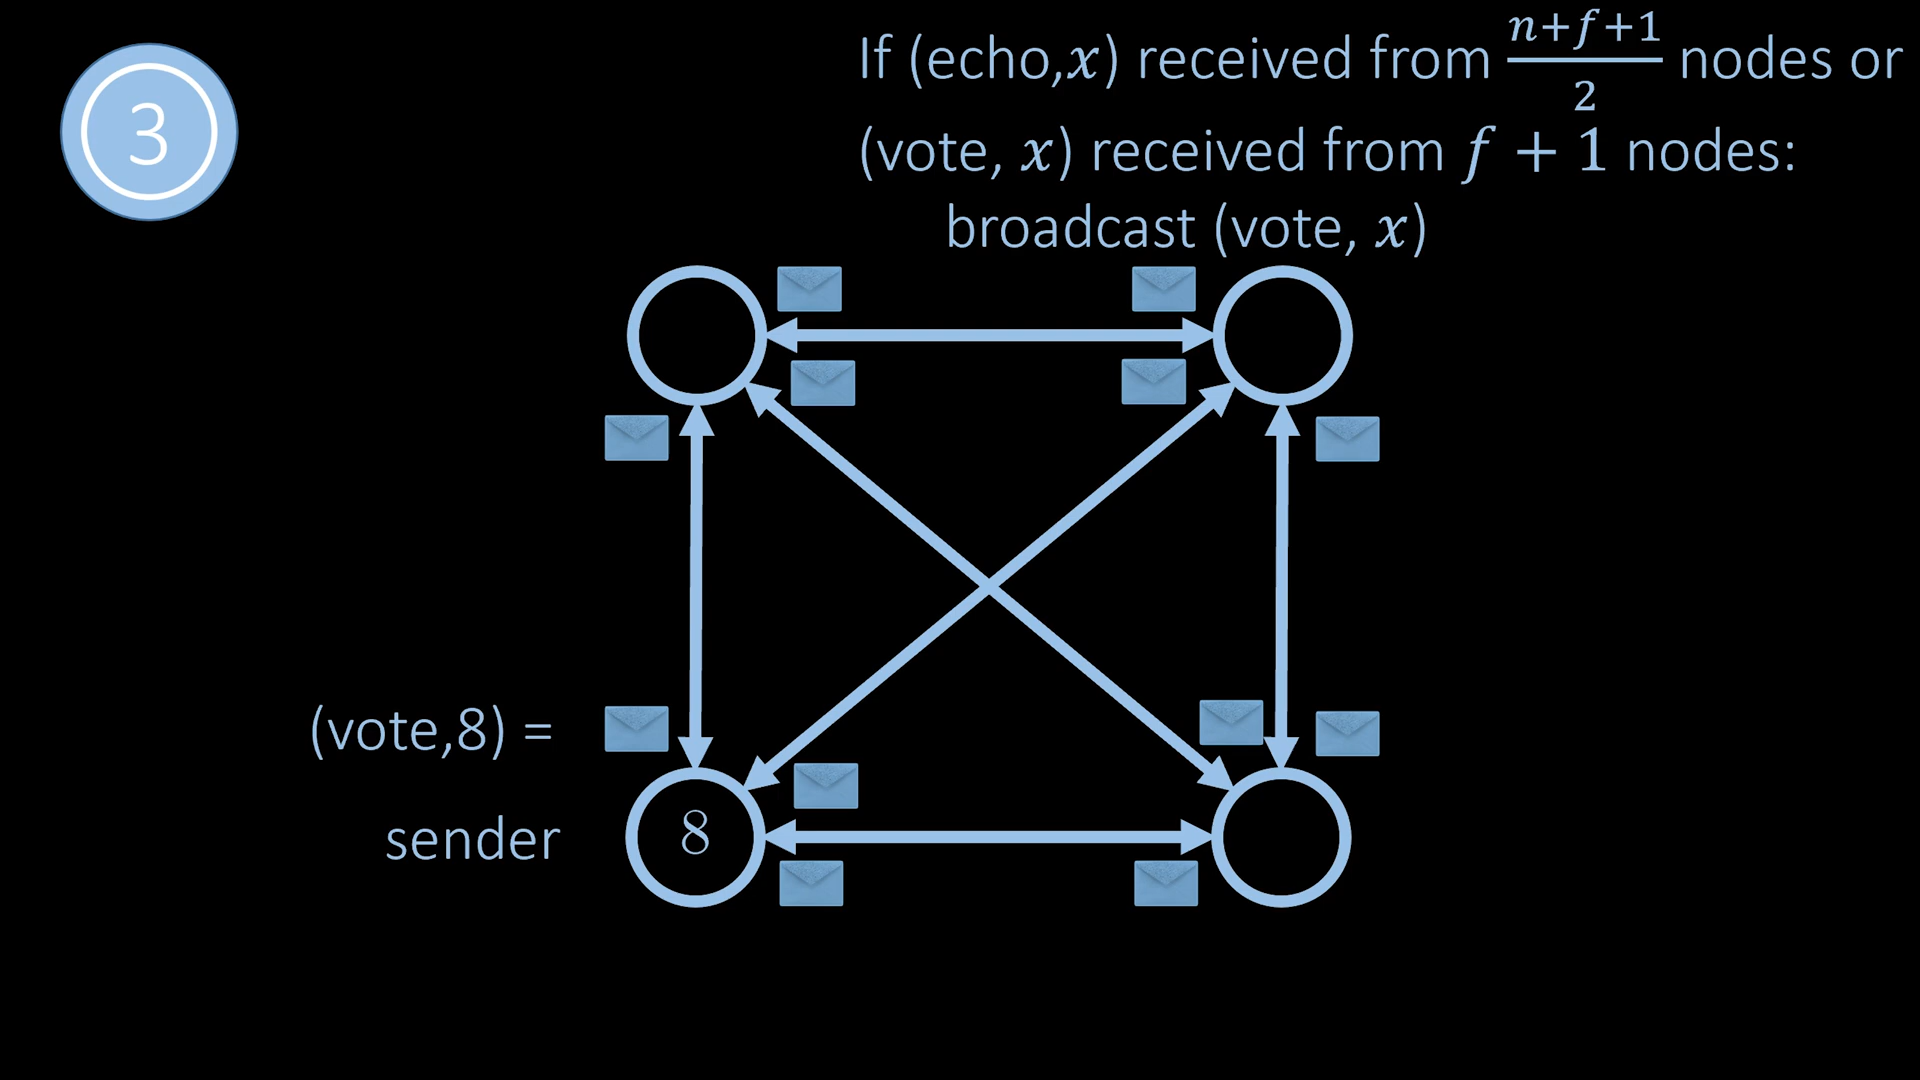 3
If (echo,x) received from (n+f+1)/2 nodes or
(vote, x) received from f + 1 nodes:
broadcast (vote, x)
(vote,8) =
sender
8